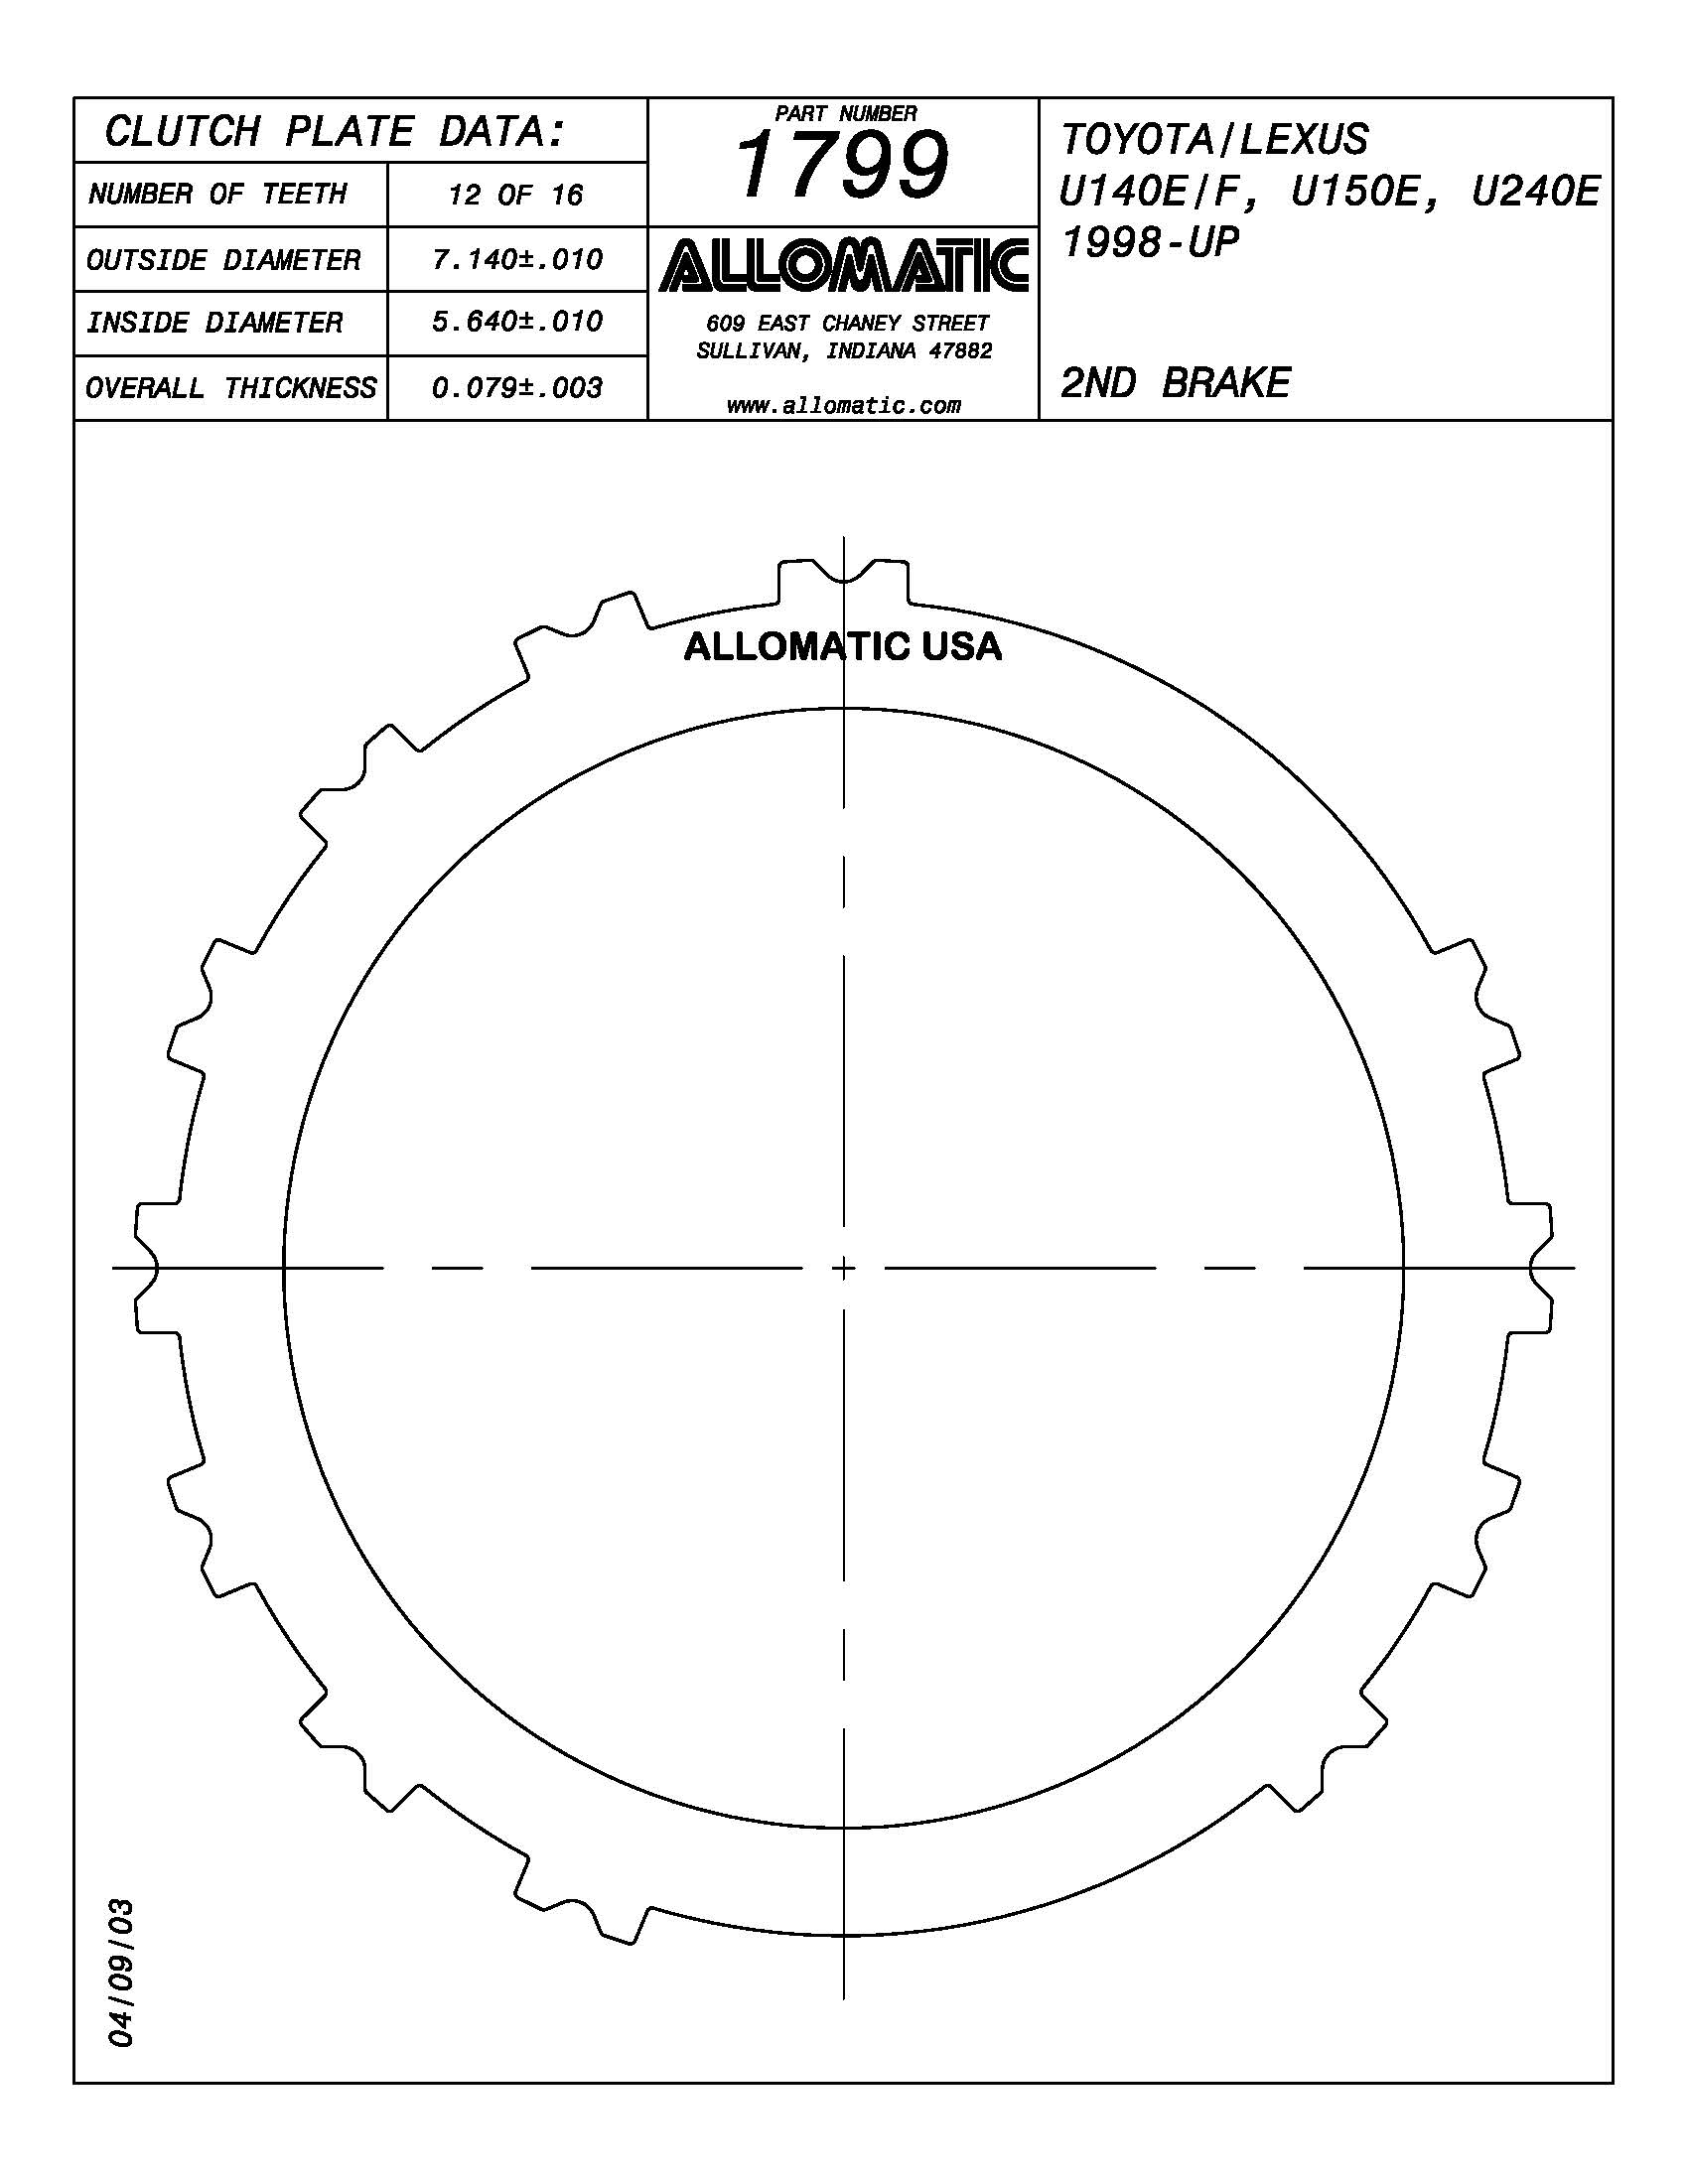 CLUTCH PLATE DATA:
NUMBER OF TEETH 12 OF 16
OUTSIDE DIAMETER 7.140±.010
INSIDE DIAMETER 5.640±.010
OVERALL THICKNESS 0.079±.003
PART NUMBER
1799
ALLOMATIC
609 EAST CHANEY STREET
SULLIVAN, INDIANA 47882
www.allomatic.com
TOYOTA/LEXUS
U140E/F, U150E, U240E
1998-UP
2ND BRAKE
ALLOMATIC USA
04/09/03